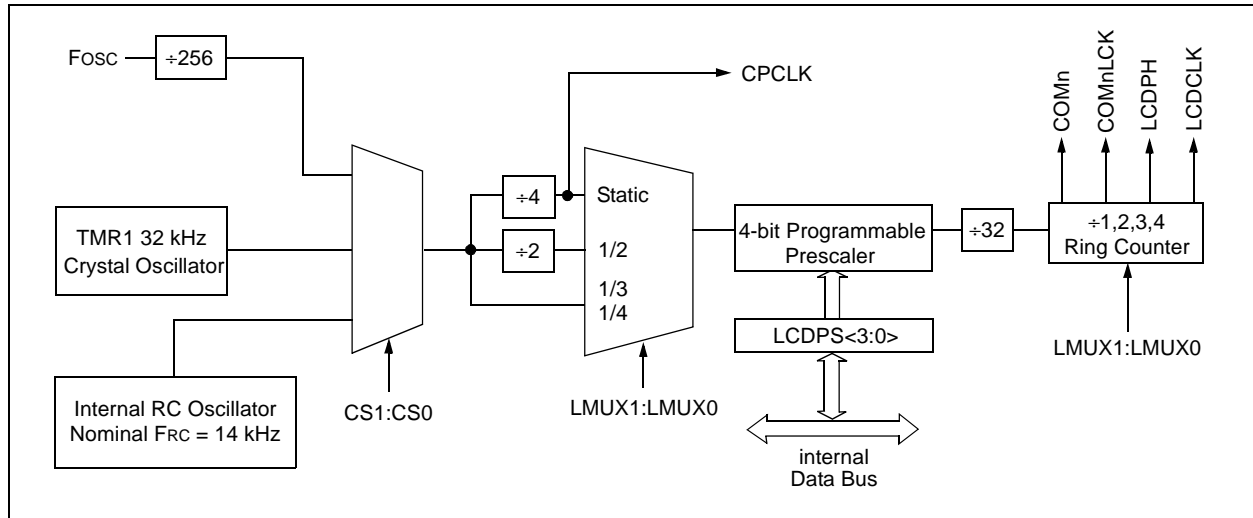 FOSC
÷256
CPCLK
COMn
COMnLCK
LCDPH
LCDCLK
÷4
Static
TMR1 32 kHz
Crystal Oscillator
÷2
1/2
1/3
1/4
4-bit Programmable
Prescaler
÷32
÷1,2,3,4
Ring Counter
LCDPS<3:0>
LMUX1:LMUX0
Internal RC Oscillator
Nominal FRC = 14 kHz
CS1:CS0
LMUX1:LMUX0
internal
Data Bus